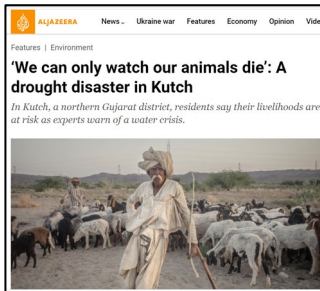 ALJAZEERA News Ukraine war Features Economy Opinion
Features | Environment
‘We can only watch our animals die’: A
drought disaster in Kutch
In Kutch, a northern Gujarat district, residents say their livelihoods are
at risk as experts warn of a water crisis.